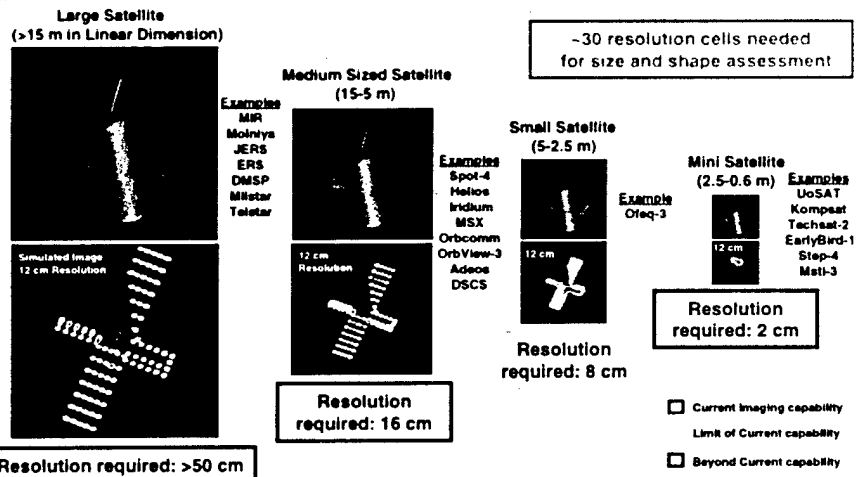 Large Satellite
(>15 m in Linear Dimension)
Examples
MIR
Molniya
JERS
ERS
DMSP
Milstar
Telstar
Simulated Image
12 cm Resolution
Resolution required: >50 cm
Medium Sized Satellite
(15-5 m)
Examples
Spot-4
Helios
Iridium
MSX
Orbcomm
OrbView-3
Adeos
DSCS
12 cm
Resolution
Resolution
required: 16 cm
~30 resolution cells needed
for size and shape assessment
Small Satellite
(5-2.5 m)
Example
Ofeq-3
12 cm
Resolution
required: 8 cm
Mini Satellite
(2.5-0.6 m)
Examples
UoSAT
Kompsat
Techsat-2
EarlyBird-1
Step-4
Msti-3
12 cm
Resolution
required: 2 cm
Current Imaging capability
Limit of Current capability
Beyond Current capability